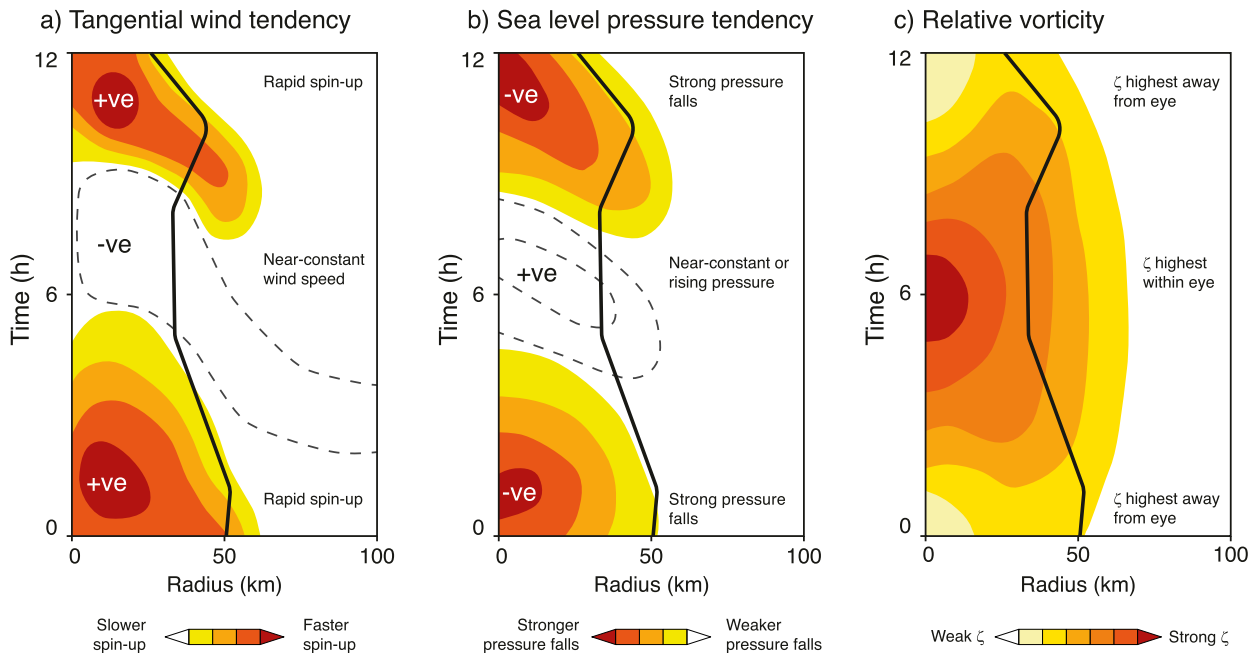 a) Tangential wind tendency
12
6
0
Time (h)
+ve
-ve
+ve
Rapid spin-up
Near-constant
wind speed
Rapid spin-up
0
50
100
Radius (km)
Slower
spin-up
Faster
spin-up
b) Sea level pressure tendency
12
6
0
Time (h)
-ve
+ve
-ve
Strong pressure
falls
Near-constant or
rising pressure
Strong pressure
falls
0
50
100
Radius (km)
Stronger
pressure falls
Weaker
pressure falls
c) Relative vorticity
12
6
0
Time (h)
ζ highest away
from eye
ζ highest
within eye
ζ highest away
from eye
0
50
100
Radius (km)
Weak ζ
Strong ζ